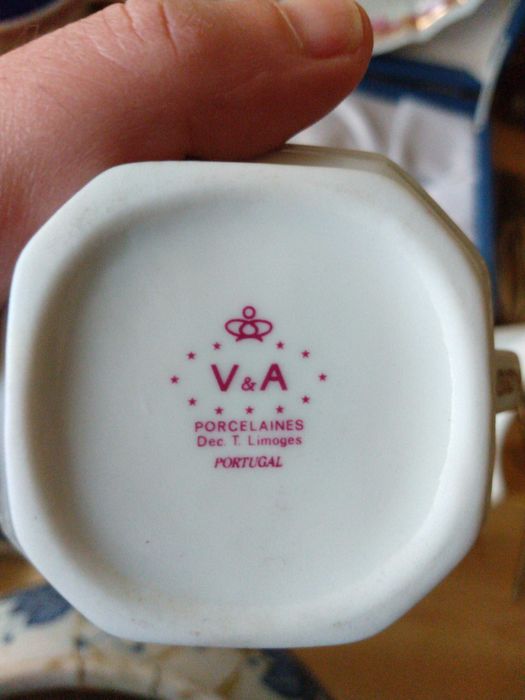 V & A
PORCELAINES
Dec. T. Limoges
PORTUGAL